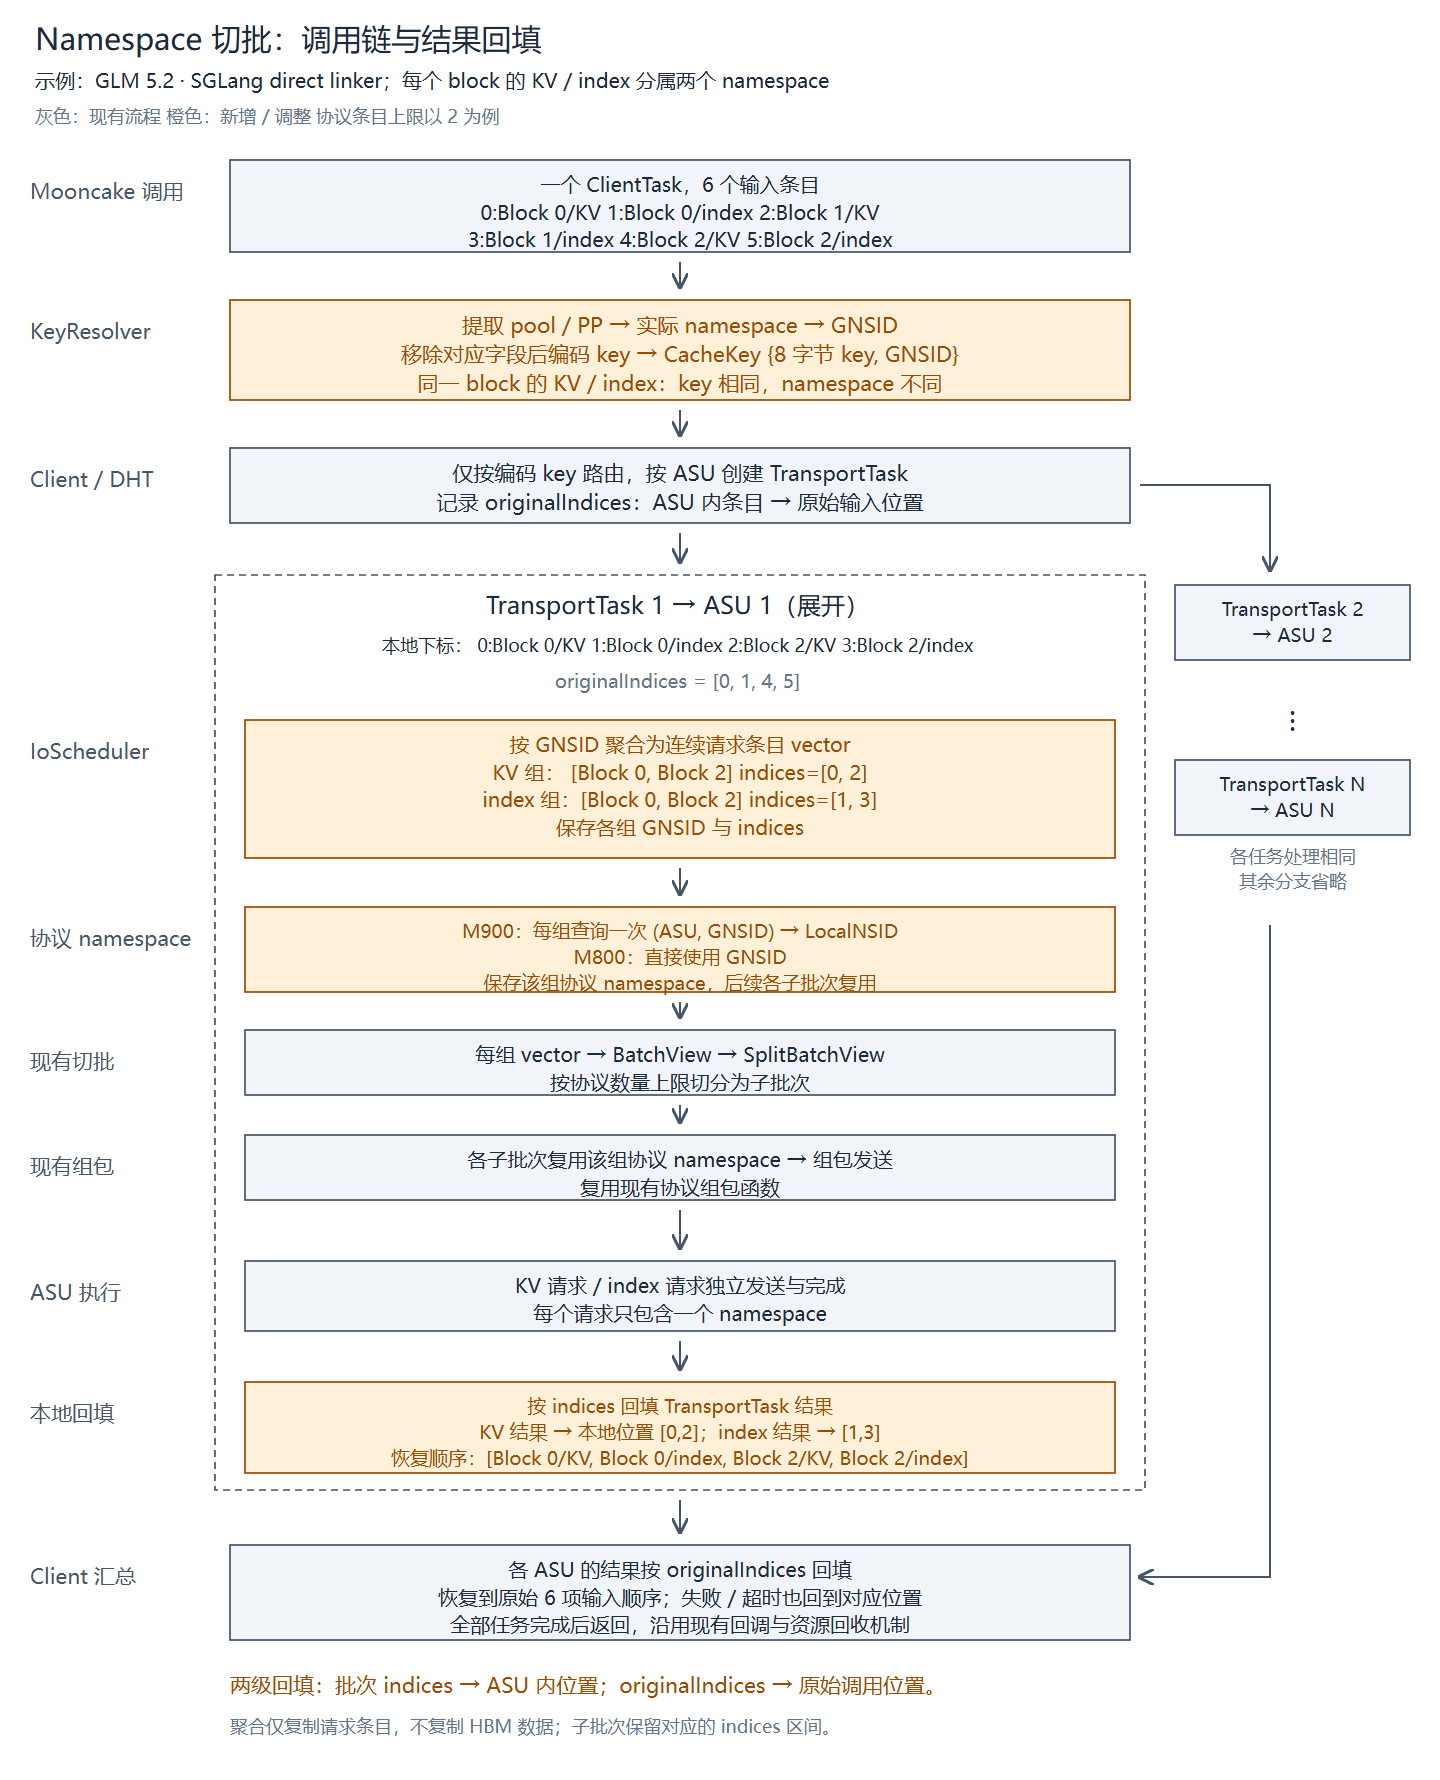 Namespace 切批：调用链与结果回填
示例：GLM 5.2 · SGLang direct linker；每个 block 的 KV / index 分属两个 namespace
灰色：现有流程 橙色：新增 / 调整 协议条目上限以 2 为例
Mooncake 调用
一个 ClientTask，6 个输入条目
0:Block 0/KV 1:Block 0/index 2:Block 1/KV
3:Block 1/index 4:Block 2/KV 5:Block 2/index
KeyResolver
提取 pool / PP → 实际 namespace → GNSID
移除对应字段后编码 key → CacheKey {8 字节 key, GNSID}
同一 block 的 KV / index：key 相同，namespace 不同
Client / DHT
仅按编码 key 路由，按 ASU 创建 TransportTask
记录 originalIndices：ASU 内条目 → 原始输入位置
TransportTask 1 → ASU 1（展开）
本地下标： 0:Block 0/KV 1:Block 0/index 2:Block 2/KV 3:Block 2/index
originalIndices = [0, 1, 4, 5]
TransportTask 2
→ ASU 2
⋮
TransportTask N
→ ASU N
各任务处理相同
其余分支省略
IoScheduler
按 GNSID 聚合为连续请求条目 vector
KV 组： [Block 0, Block 2] indices=[0, 2]
index 组：[Block 0, Block 2] indices=[1, 3]
保存各组 GNSID 与 indices
协议 namespace
M900：每组查询一次 (ASU, GNSID) → LocalNSID
M800：直接使用 GNSID
保存该组协议 namespace，后续各子批次复用
现有切批
每组 vector → BatchView → SplitBatchView
按协议数量上限切分为子批次
现有组包
各子批次复用该组协议 namespace → 组包发送
复用现有协议组包函数
ASU 执行
KV 请求 / index 请求独立发送与完成
每个请求只包含一个 namespace
本地回填
按 indices 回填 TransportTask 结果
KV 结果 → 本地位置 [0,2]；index 结果 → [1,3]
恢复顺序：[Block 0/KV, Block 0/index, Block 2/KV, Block 2/index]
Client 汇总
各 ASU 的结果按 originalIndices 回填
恢复到原始 6 项输入顺序；失败 / 超时也回到对应位置
全部任务完成后返回，沿用现有回调与资源回收机制
两级回填：批次 indices → ASU 内位置；originalIndices → 原始调用位置。
聚合仅复制请求条目，不复制 HBM 数据；子批次保留对应的 indices 区间。